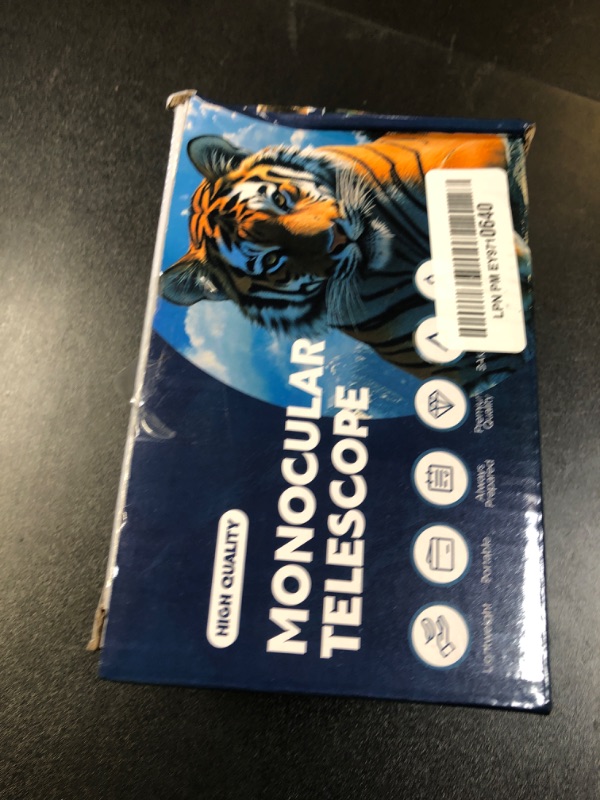 HIGH QUALITY
MONOCULAR
TELESCOPE
Lightweight
Portable
Always
Prepared
Premium
Quality
LPN PM EY9710640